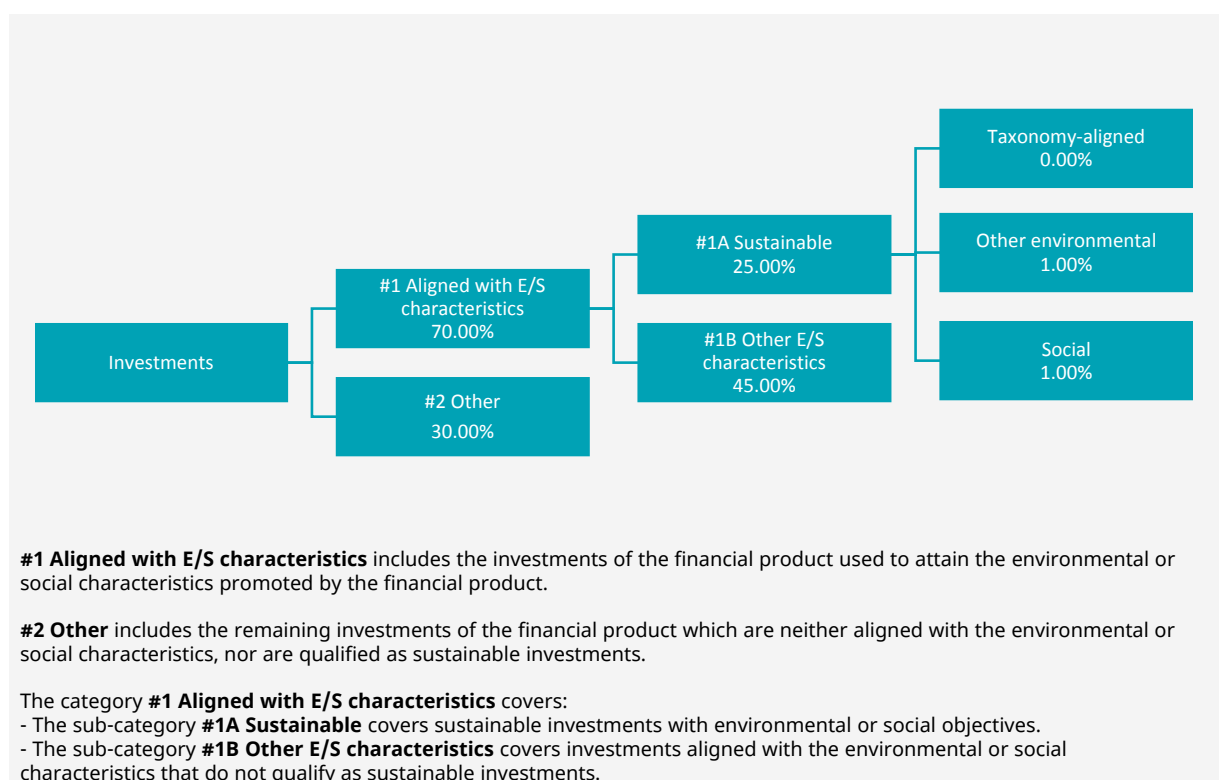 Investments
#1 Aligned with E/S
characteristics
70.00%
#2 Other
30.00%
#1A Sustainable
25.00%
#1B Other E/S
characteristics
45.00%
Taxonomy-aligned
0.00%
Other environmental
1.00%
Social
1.00%
#1 Aligned with E/S characteristics includes the investments of the financial product used to attain the environmental or
social characteristics promoted by the financial product.
#2 Other includes the remaining investments of the financial product which are neither aligned with the environmental or
social characteristics, nor are qualified as sustainable investments.
The category #1 Aligned with E/S characteristics covers:
- The sub-category #1A Sustainable covers sustainable investments with environmental or social objectives.
- The sub-category #1B Other E/S characteristics covers investments aligned with the environmental or social
characteristics that do not qualify as sustainable investments.